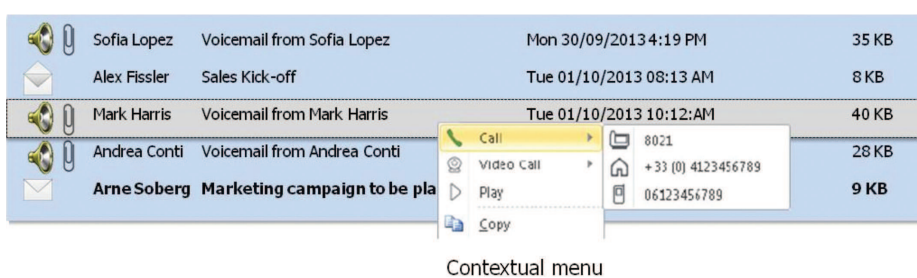 Sofia Lopez Voicemail from Sofia Lopez Mon 30/09/2013 4:19 PM 35 KB
Alex Fissler Sales Kick-off Tue 01/10/2013 08:13 AM 8 KB
Mark Harris Voicemail from Mark Harris Tue 01/10/2013 10:12:AM 40 KB
Andrea Conti Voicemail from Andrea Conti 28 KB
Arne Soberg Marketing campaign to be pla 9 KB
Call
Video Call
Play
Copy
8021
+33 (0) 4123456789
06123456789
Contextual menu